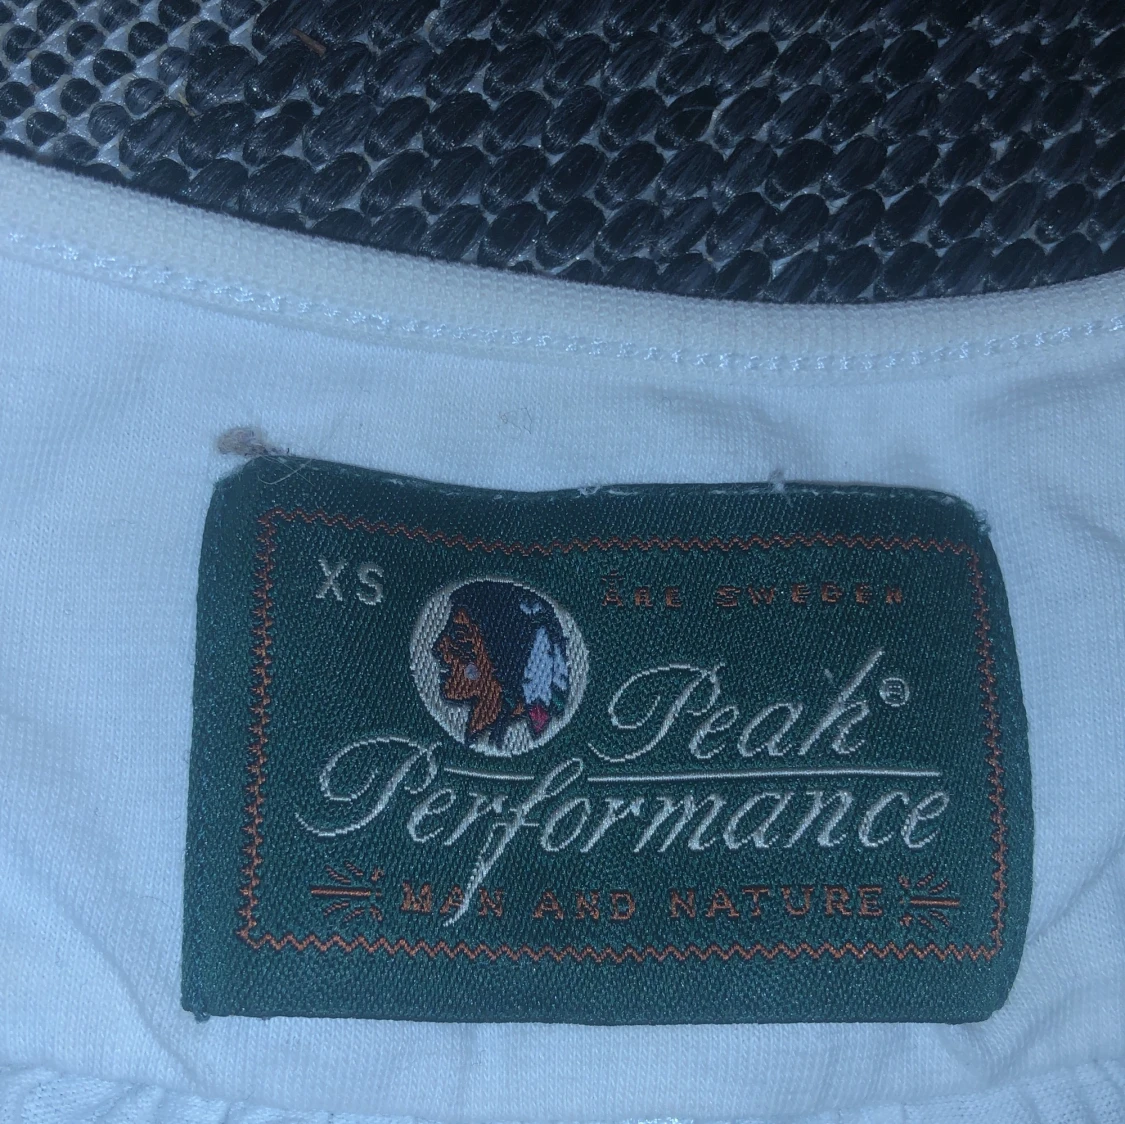 XS
ÅRE SWEDEN
Peak®
Performance
MAN AND NATURE